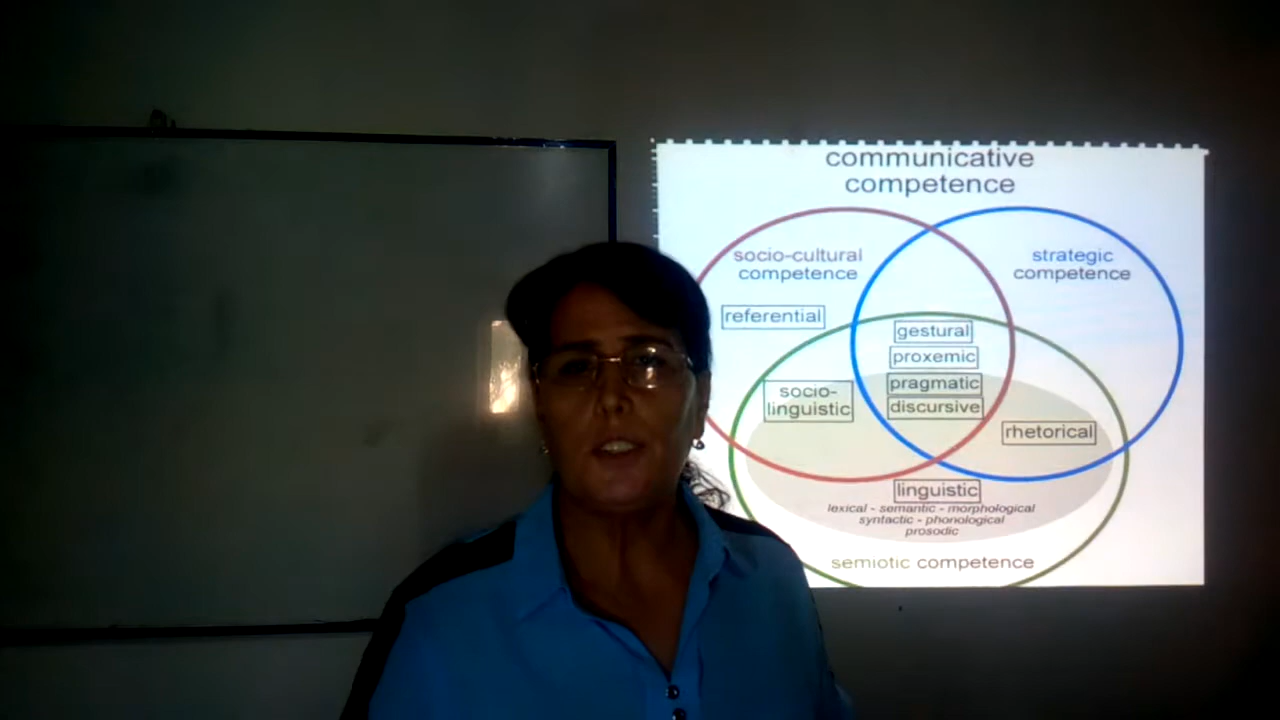 communicative
competence
socio-cultural
competence
strategic
competence
referential
gestural
proxemic
pragmatic
discursive
socio-
linguistic
rhetorical
linguistic
lexical - semantic - morphological
syntactic - phonological
prosodic
semiotic competence